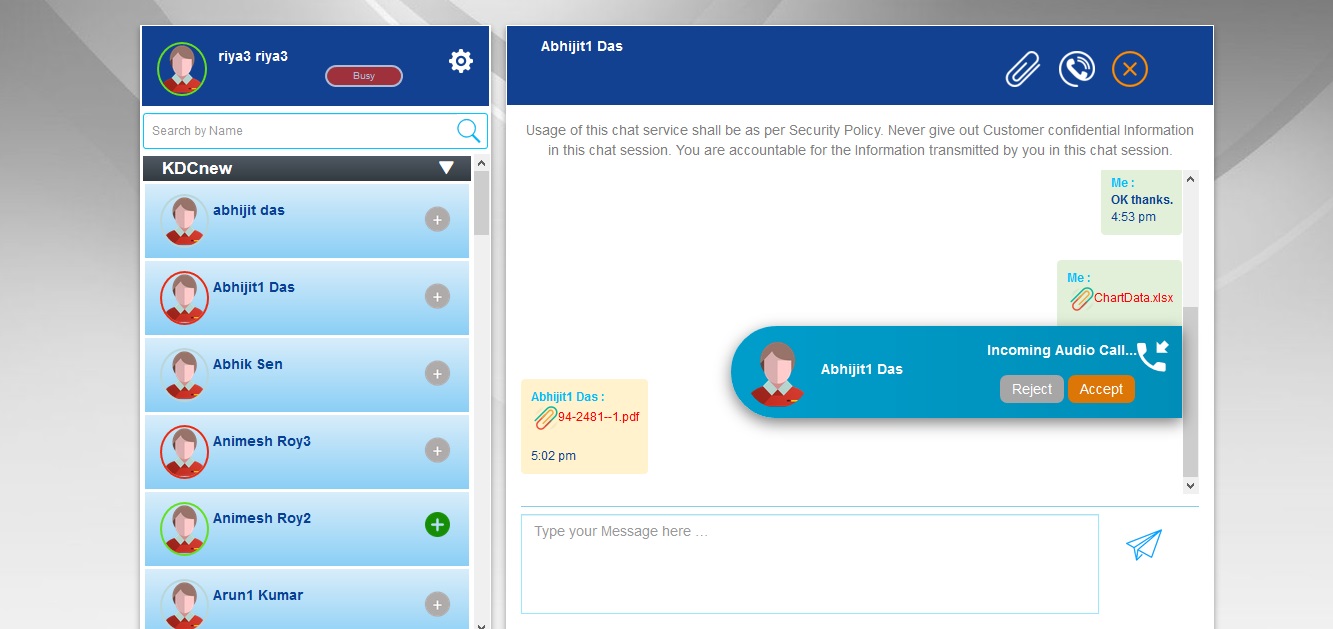 riya3 riya3
Busy
Search by Name
KDCnew
abhijit das
Abhijit1 Das
Abhik Sen
Animesh Roy3
Animesh Roy2
Arun1 Kumar
Abhijit1 Das
Usage of this chat service shall be as per Security Policy. Never give out Customer confidential Information
in this chat session. You are accountable for the Information transmitted by you in this chat session.
Me :
OK thanks.
4:53 pm
Me :
ChartData.xlsx
Incoming Audio Call...
Abhijit1 Das
Reject
Accept
Abhijit1 Das :
94-2481--1.pdf
5:02 pm
Type your Message here ...